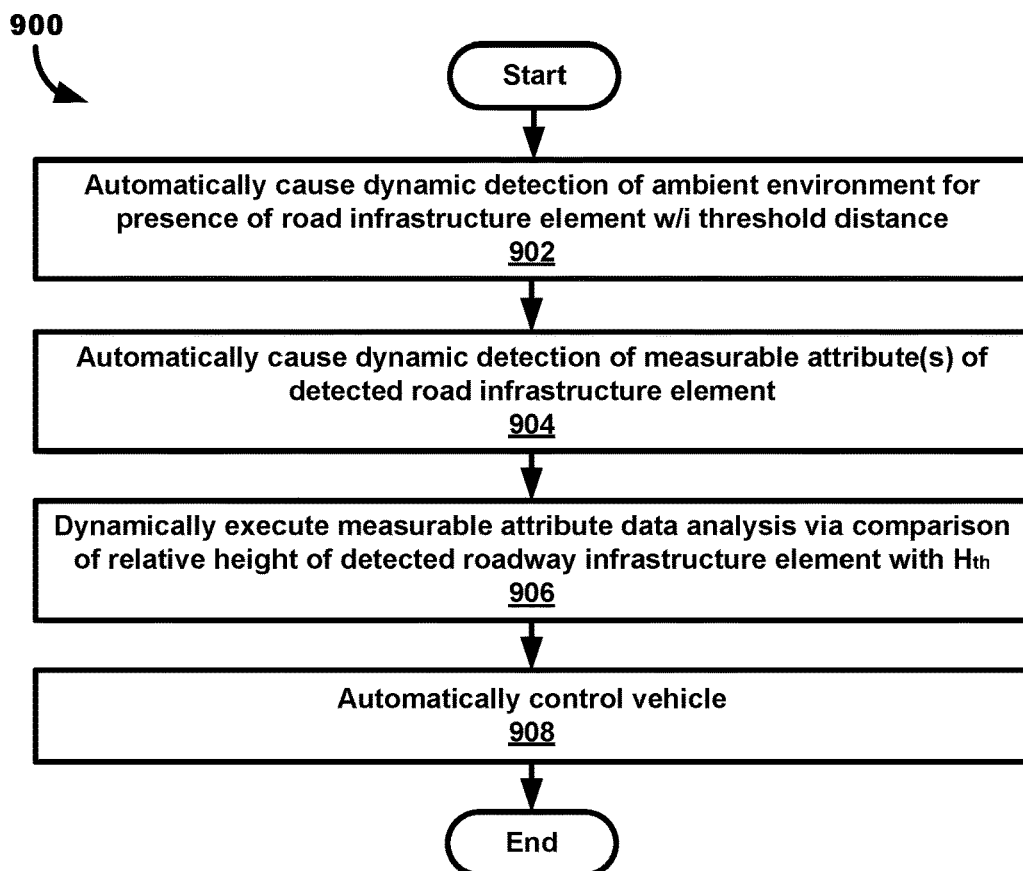 900
Start
Automatically cause dynamic detection of ambient environment for
presence of road infrastructure element w/i threshold distance
902
Automatically cause dynamic detection of measurable attribute(s) of
detected road infrastructure element
904
Dynamically execute measurable attribute data analysis via comparison
of relative height of detected roadway infrastructure element with Hth
906
Automatically control vehicle
908
End